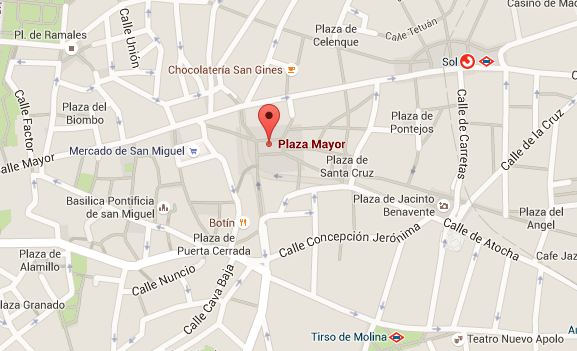 Casino de Mad
Calle Tetuán
Plaza de
Celenque
Calle Unión
Pl. de Ramales
Sol
Chocolatería San Gines
Plaza del
Biombo
Calle Factor
Calle de Carretas
Plaza de
Pontejos
Calle de la Cruz
Plaza Mayor
Mercado de San Miguel
Calle Mayor
Plaza de
Santa Cruz
Basilica Pontificia
de san Miguel
Plaza de Jacinto
Benavente
Plaza del
Angel
Botín
Calle de Atocha
Plaza de
Puerta Cerrada
Calle Concepción Jerónima
Plaza de
Alamillo
Cafe Jaz
Calle Nuncio
Calle Cava Baja
Plaza Granado
Tirso de Molina
Teatro Nuevo Apolo